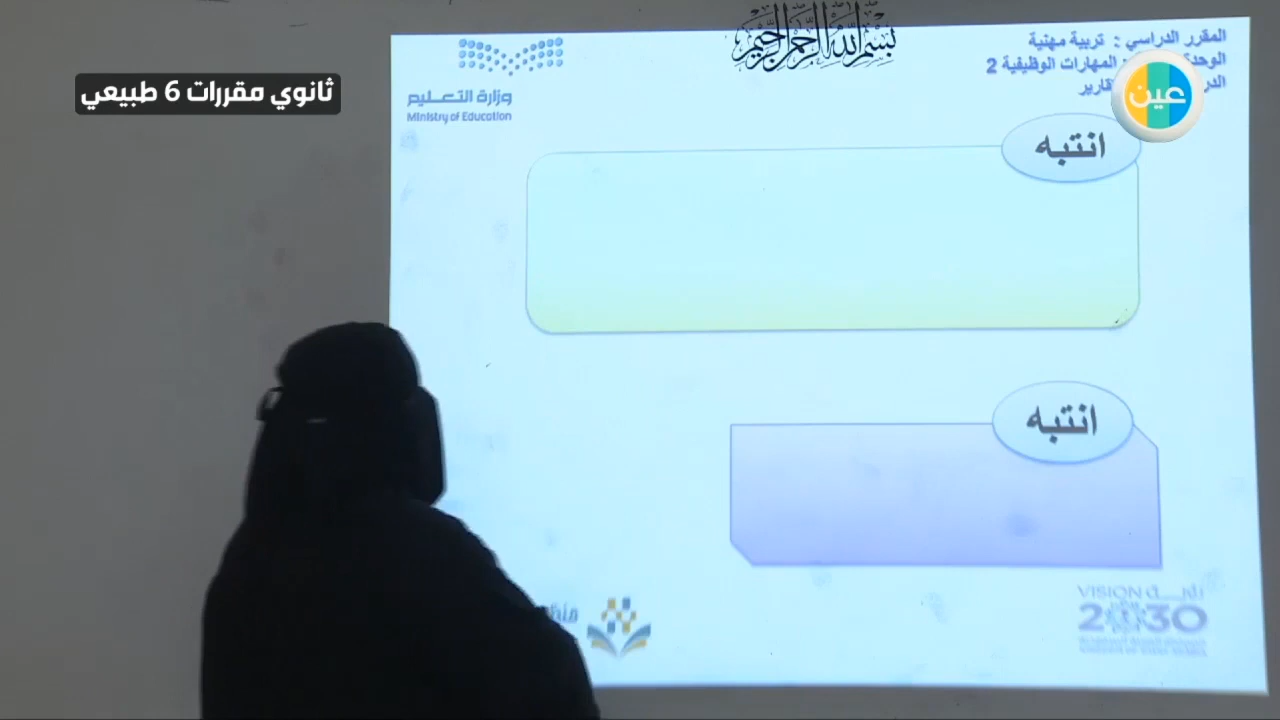 بسم الله الرحمن الرحيم
المقرر الدراسي : تربية مهنية
المهارات الوظيفية 2
وزارة التعليم
Ministry of Education
ثانوي مقررات 6 طبيعي
عين
انتبه
انتبه
VISION رؤيــــة
2030